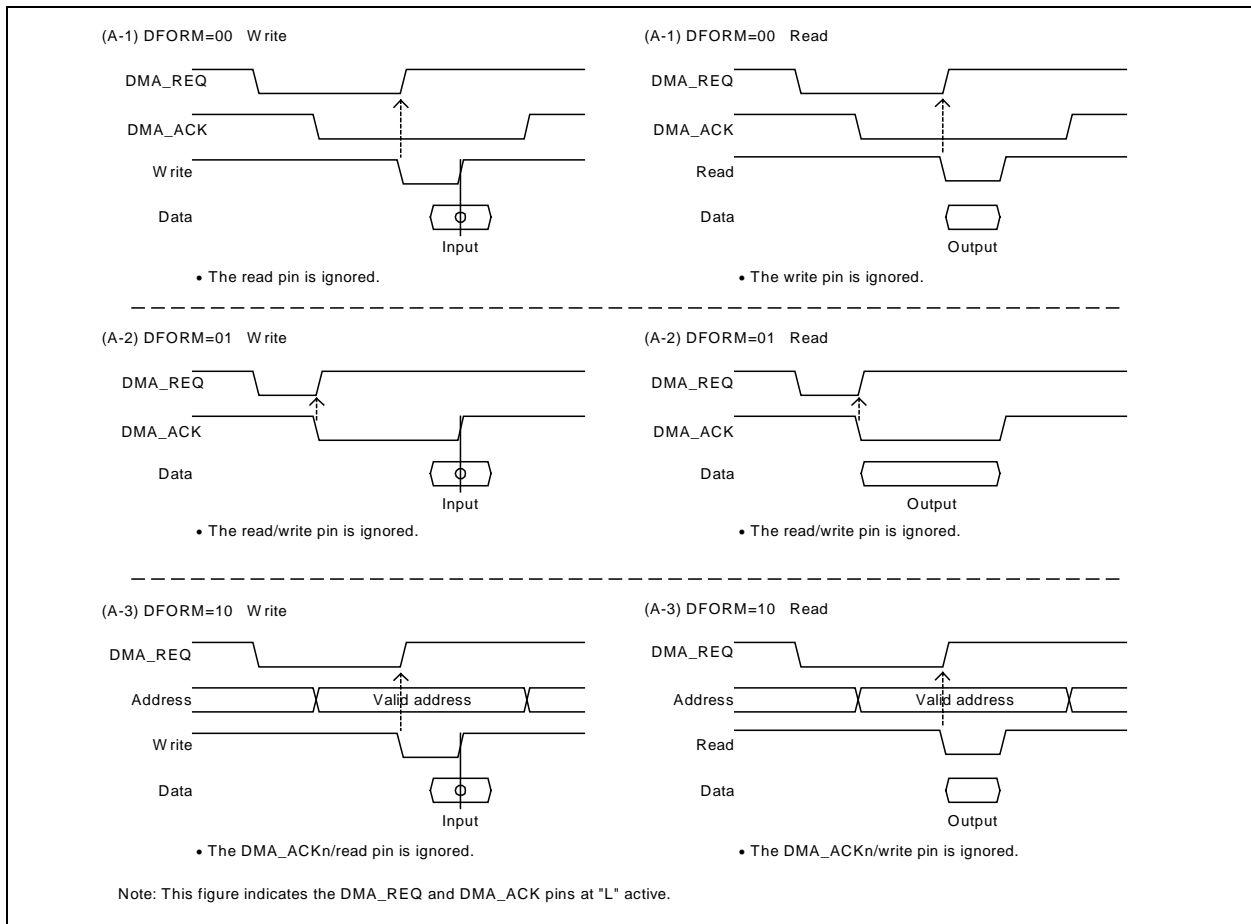 (A-1) DFORM=00 Write
DMA_REQ
DMA_ACK
Write
Data
Input
• The read pin is ignored.
(A-1) DFORM=00 Read
DMA_REQ
DMA_ACK
Read
Data
Output
• The write pin is ignored.
(A-2) DFORM=01 Write
DMA_REQ
DMA_ACK
Data
Input
• The read/write pin is ignored.
(A-2) DFORM=01 Read
DMA_REQ
DMA_ACK
Data
Output
• The read/write pin is ignored.
(A-3) DFORM=10 Write
DMA_REQ
Address
Valid address
Write
Data
Input
• The DMA_ACKn/read pin is ignored.
(A-3) DFORM=10 Read
DMA_REQ
Address
Valid address
Read
Data
Output
• The DMA_ACKn/write pin is ignored.
Note: This figure indicates the DMA_REQ and DMA_ACK pins at "L" active.